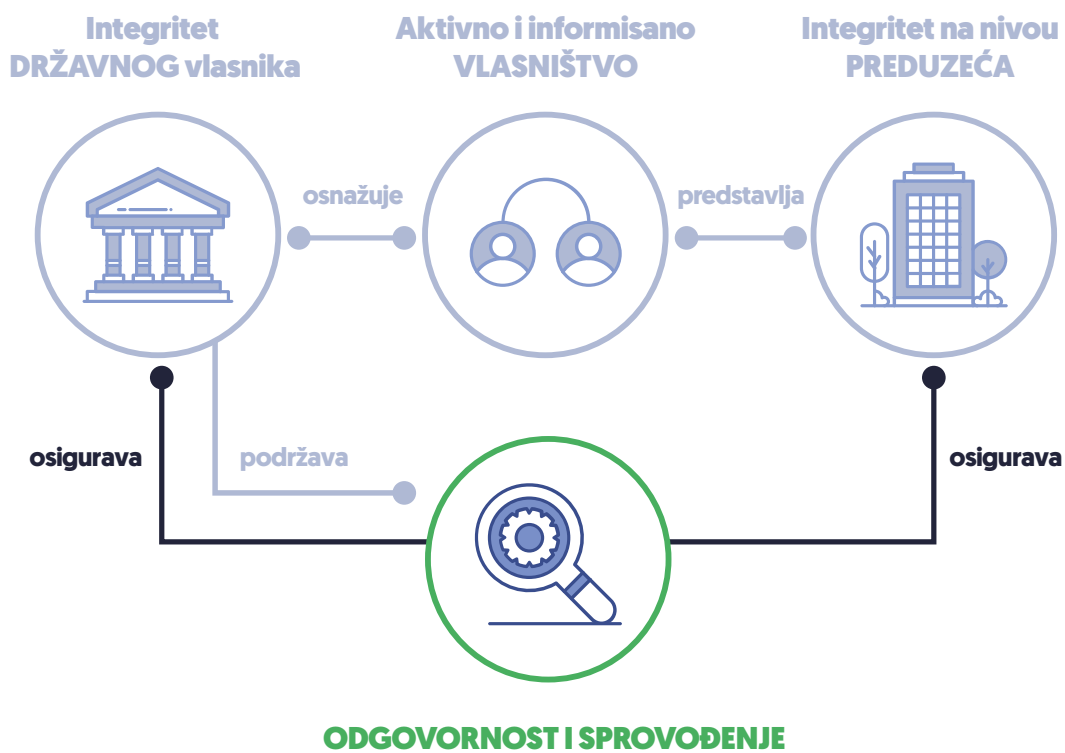 Integritet
DRŽAVNOG vlasnika
Aktivno i informisano
VLASNIŠTVO
Integritet na nivou
PREDUZEĆA
osnažuje
predstavlja
osigurava
podržava
osigurava
ODGOVORNOST I SPROVOĐENJE